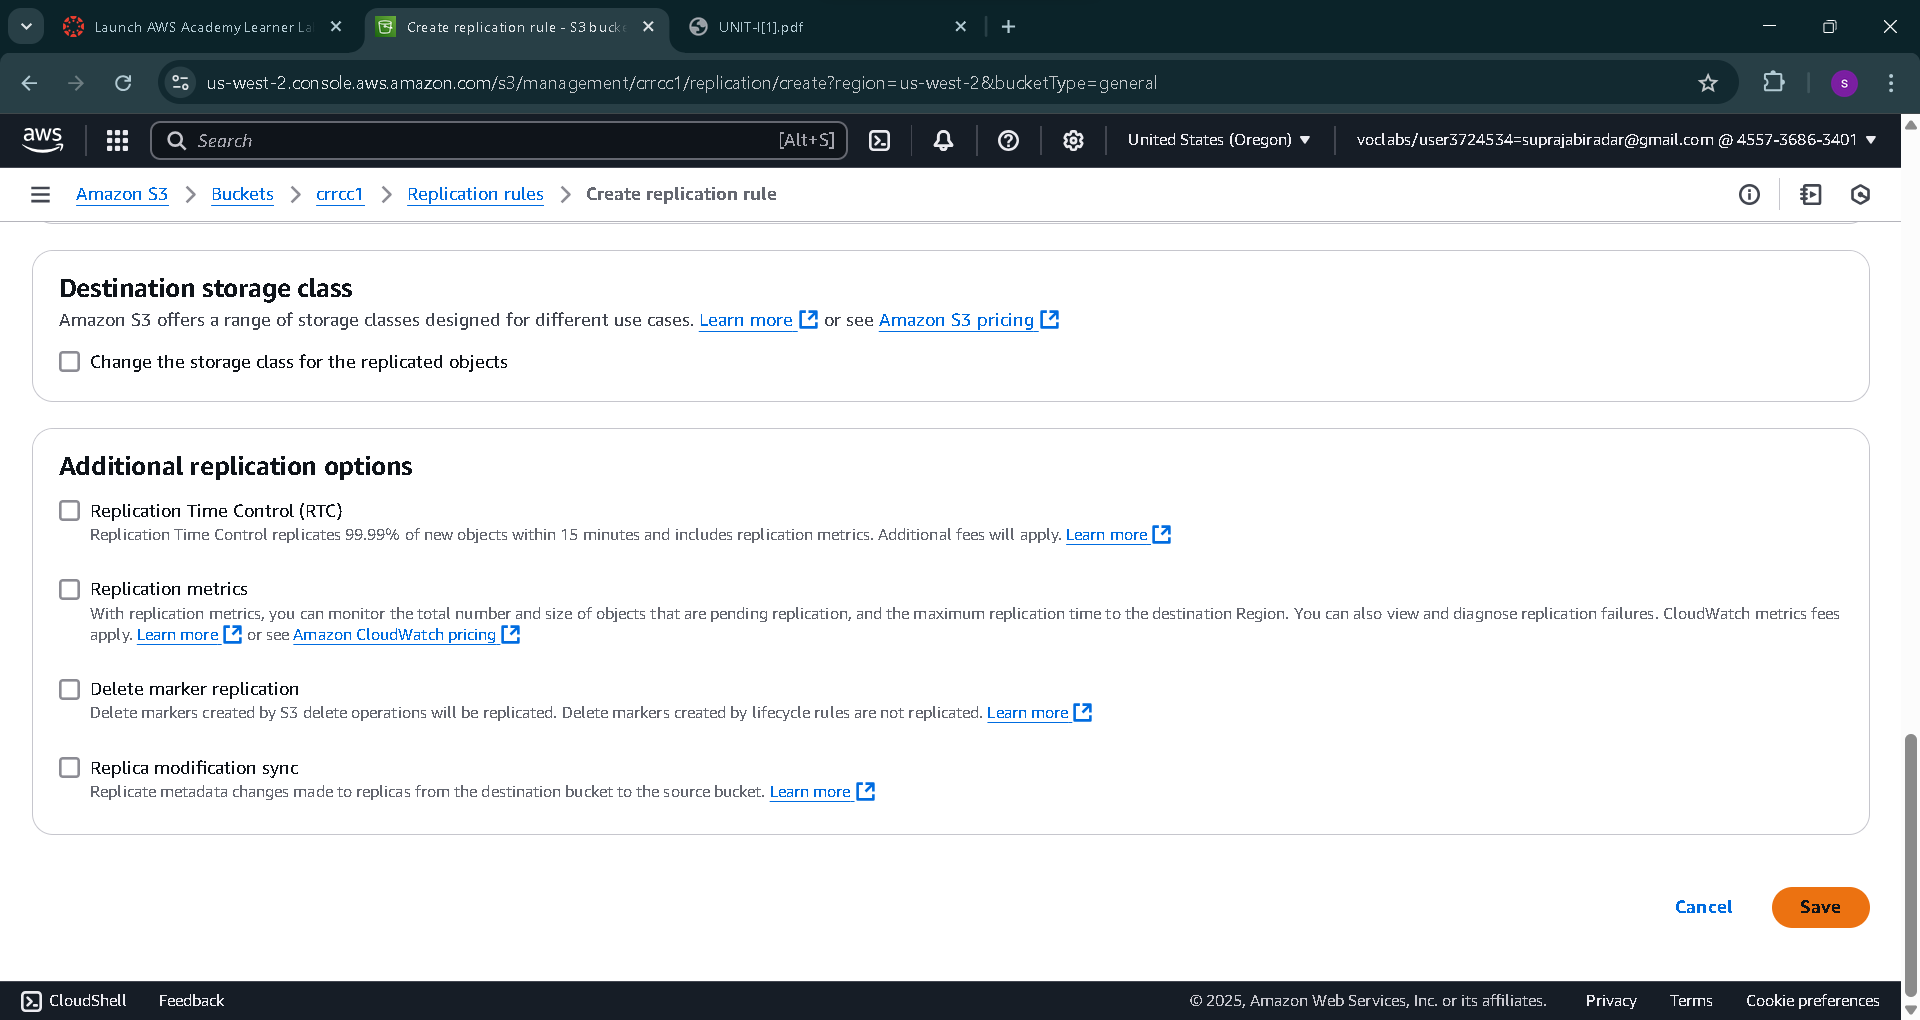 Launch AWS Academy Learner La
Create replication rule - S3 bucke
UNIT-I[1].pdf
us-west-2.console.aws.amazon.com/s3/management/crrcc1/replication/create?region=us-west-2&bucketType=general
s
aws
Search
[Alt+S]
United States (Oregon)
voclabs/user3724534=suprajabiradar@gmail.com @ 4557-3686-3401
Amazon S3
Buckets
crrcc1
Replication rules
Create replication rule
Destination storage class
Amazon S3 offers a range of storage classes designed for different use cases. Learn more or see Amazon S3 pricing
Change the storage class for the replicated objects
Additional replication options
Replication Time Control (RTC)
Replication Time Control replicates 99.99% of new objects within 15 minutes and includes replication metrics. Additional fees will apply. Learn more
Replication metrics
With replication metrics, you can monitor the total number and size of objects that are pending replication, and the maximum replication time to the destination Region. You can also view and diagnose replication failures. CloudWatch metrics fees
apply. Learn more or see Amazon CloudWatch pricing
Delete marker replication
Delete markers created by S3 delete operations will be replicated. Delete markers created by lifecycle rules are not replicated. Learn more
Replica modification sync
Replicate metadata changes made to replicas from the destination bucket to the source bucket. Learn more
Cancel
Save
CloudShell
Feedback
© 2025, Amazon Web Services, Inc. or its affiliates.
Privacy
Terms
Cookie preferences